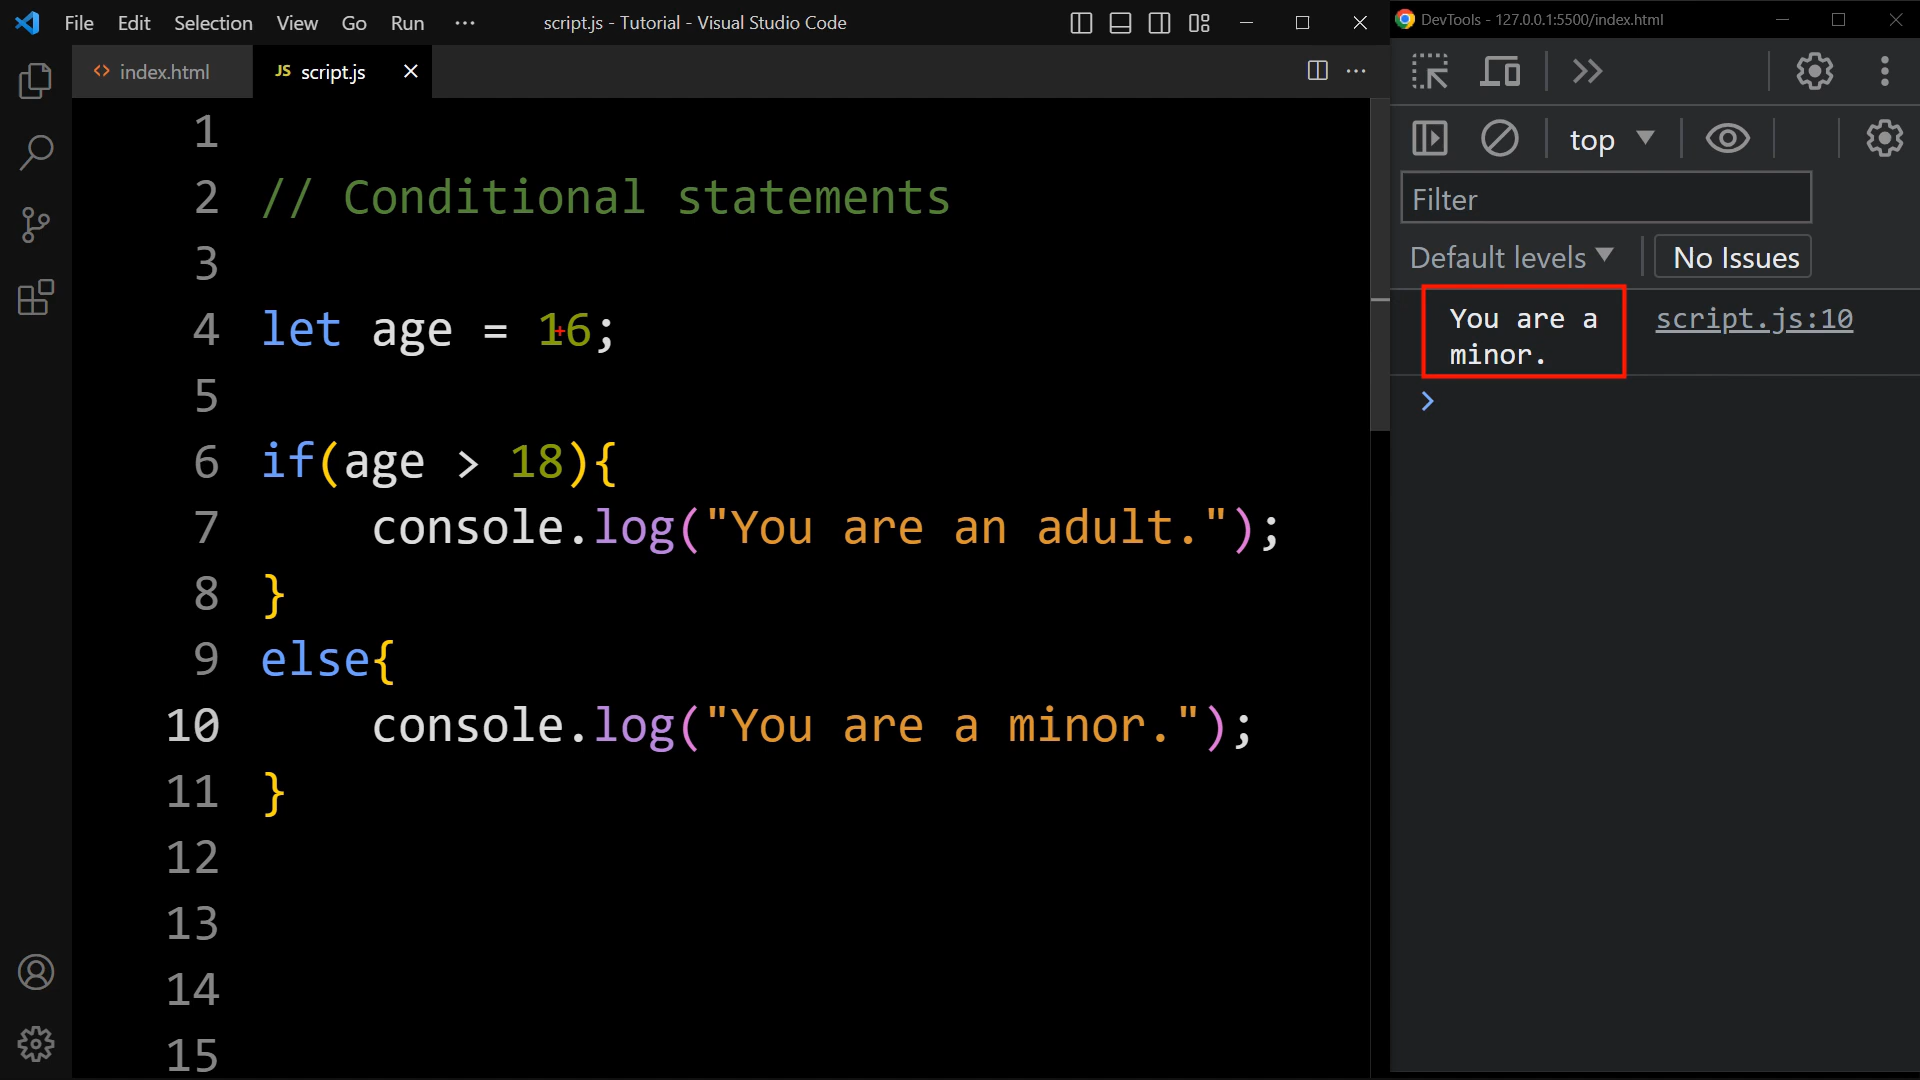 File Edit Selection View Go Run ··· script.js - Tutorial - Visual Studio Code
index.html JS script.js
1
2 // Conditional statements
3
4 let age = 16;
5
6 if(age > 18){
7 console.log("You are an adult.");
8 }
9 else{
10 console.log("You are a minor.");
11 }
12
13
14
15
DevTools - 127.0.0.1:5500/index.html
top
Filter
Default levels No Issues
You are a script.js:10
minor.